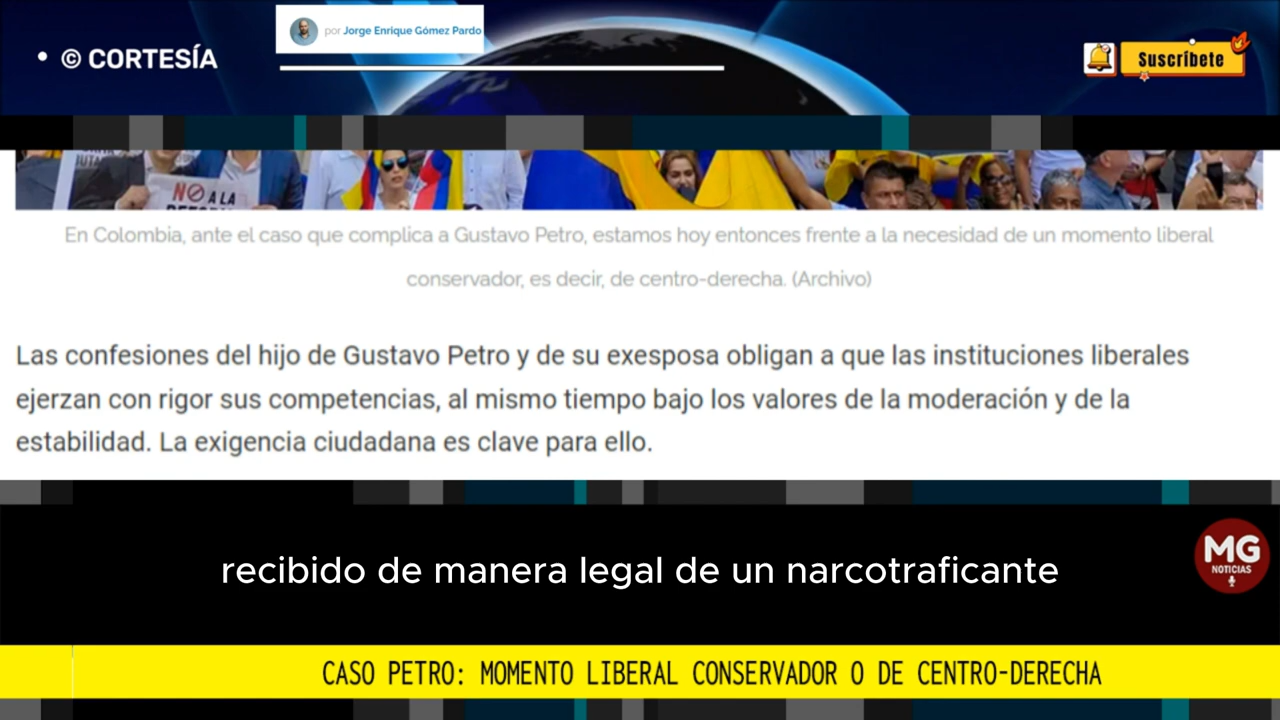 © CORTESÍA
por Jorge Enrique Gómez Pardo
Suscríbete
NO A LA
En Colombia, ante el caso que complica a Gustavo Petro, estamos hoy entonces frente a la necesidad de un momento liberal
conservador, es decir, de centro-derecha. (Archivo)
Las confesiones del hijo de Gustavo Petro y de su exesposa obligan a que las instituciones liberales
ejerzan con rigor sus competencias, al mismo tiempo bajo los valores de la moderación y de la
estabilidad. La exigencia ciudadana es clave para ello.
recibido de manera legal de un narcotraficante
MG
NOTICIAS
CASO PETRO: MOMENTO LIBERAL CONSERVADOR O DE CENTRO-DERECHA